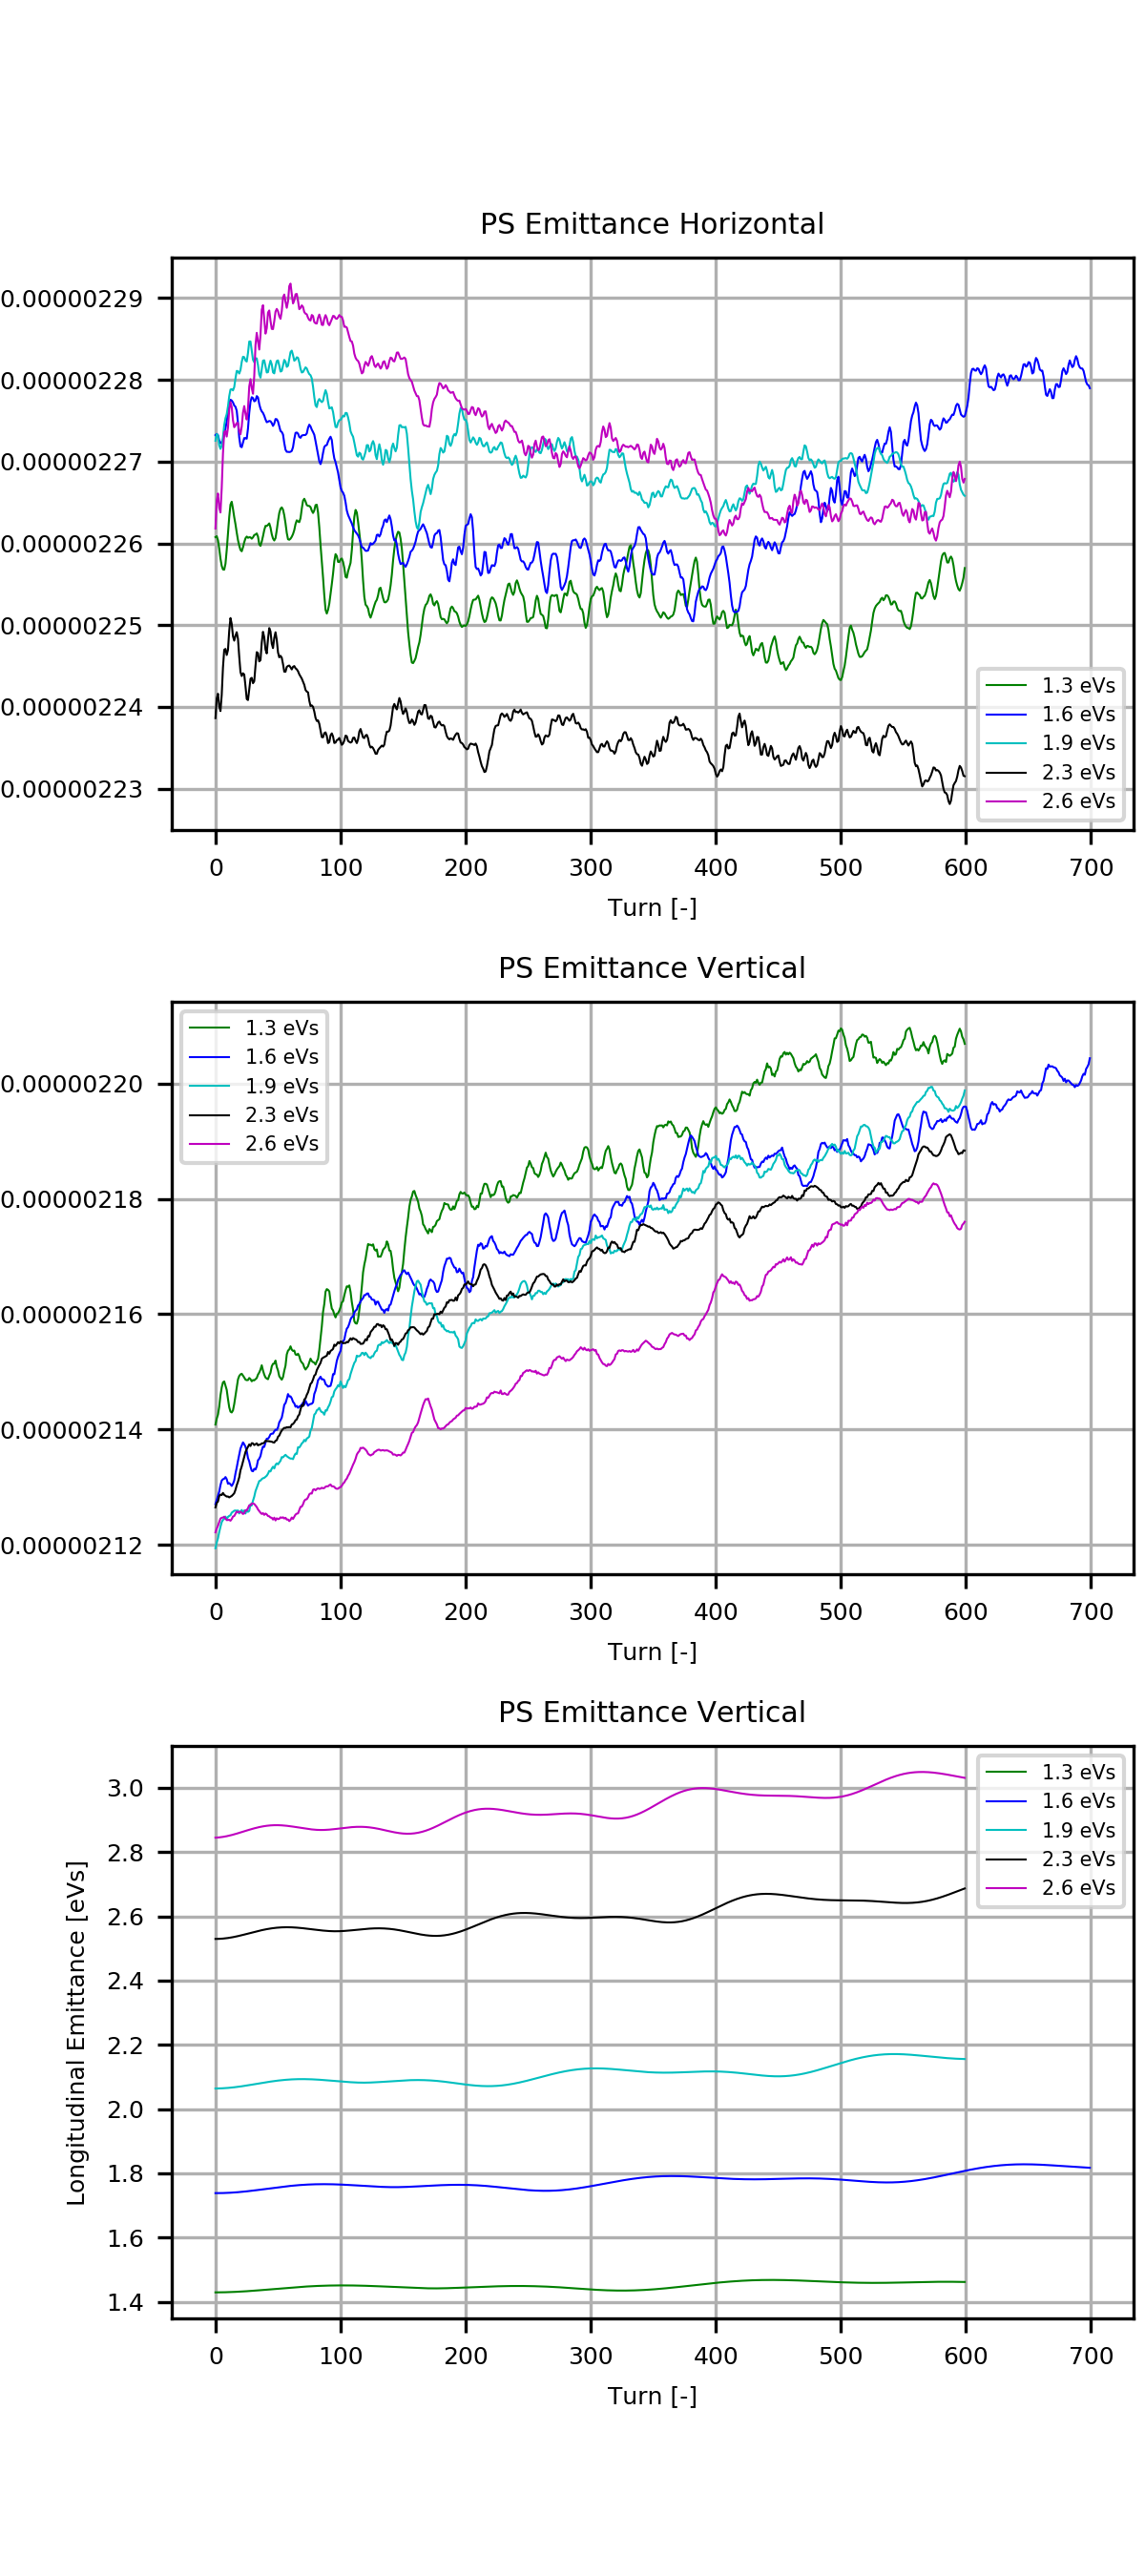 PS Emittance Horizontal
0.00000229
0.00000228
0.00000227
0.00000226
0.00000225
0.00000224
0.00000223
1.3 eVs
1.6 eVs
1.9 eVs
2.3 eVs
2.6 eVs
0 100 200 300 400 500 600 700
Turn [-]
PS Emittance Vertical
1.3 eVs
1.6 eVs
1.9 eVs
2.3 eVs
2.6 eVs
0.00000220
0.00000218
0.00000216
0.00000214
0.00000212
0 100 200 300 400 500 600 700
Turn [-]
PS Emittance Vertical
Longitudinal Emittance [eVs]
3.0
2.8
2.6
2.4
2.2
2.0
1.8
1.6
1.4
1.3 eVs
1.6 eVs
1.9 eVs
2.3 eVs
2.6 eVs
0 100 200 300 400 500 600 700
Turn [-]